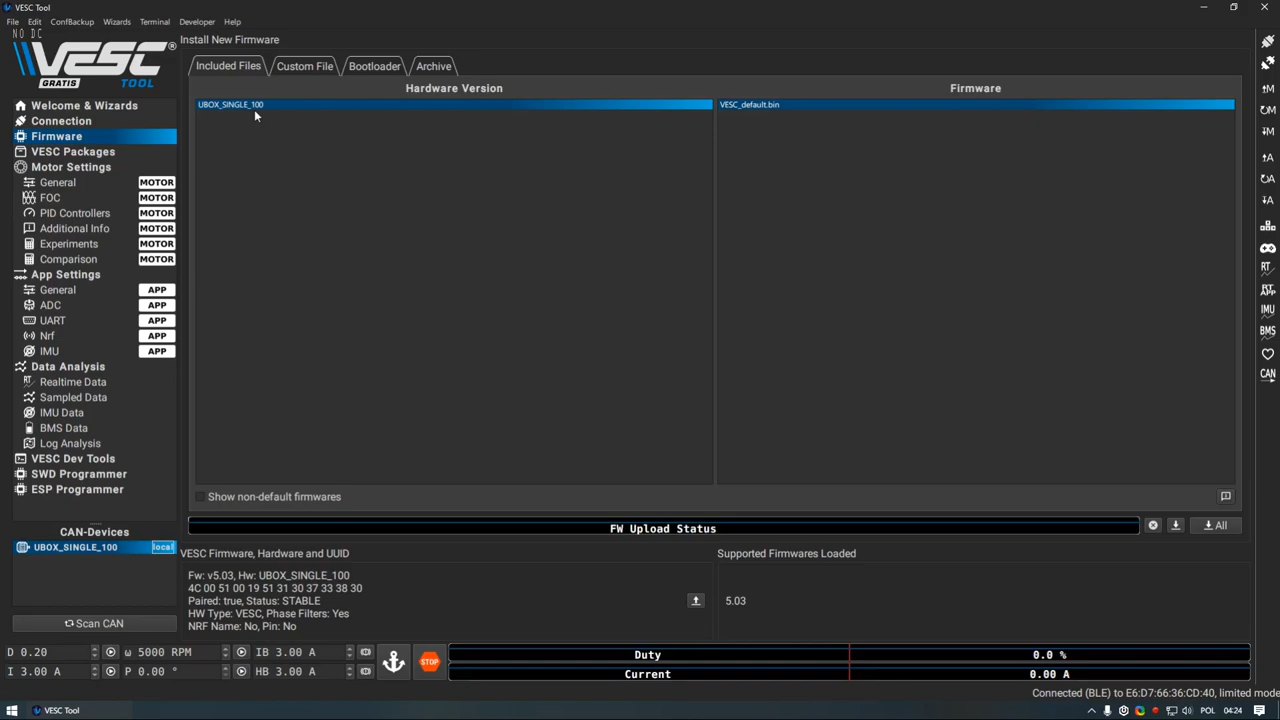 VESC Tool
File Edit ConfBackup Wizards Terminal Developer Help
NO DC
VESC®
GRATIS TOOL
Welcome & Wizards
Connection
Firmware
VESC Packages
Motor Settings
General MOTOR
FOC MOTOR
PID Controllers MOTOR
Additional Info MOTOR
Experiments MOTOR
Comparison MOTOR
App Settings
General APP
ADC APP
UART APP
Nrf APP
IMU APP
Data Analysis
Realtime Data
Sampled Data
IMU Data
BMS Data
Log Analysis
VESC Dev Tools
SWD Programmer
ESP Programmer
CAN-Devices
UBOX_SINGLE_100 local
Scan CAN
Install New Firmware
Included Files Custom File Bootloader Archive
Hardware Version Firmware
UBOX_SINGLE_100 VESC_default.bin
Show non-default firmwares
FW Upload Status
All
VESC Firmware, Hardware and UUID
Fw: v5.03, Hw: UBOX_SINGLE_100
4C 00 51 00 19 51 31 30 37 33 38 30
Paired: true, Status: STABLE
HW Type: VESC, Phase Filters: Yes
NRF Name: No, Pin: No
Supported Firmwares Loaded
5.03
M
M
M
A
A
A
RT
RT
APP
IMU
BMS
CAN
D 0.20 ω 5000 RPM IB 3.00 A
I 3.00 A P 0.00 ° HB 3.00 A
STOP
Duty 0.0 %
Current 0.00 A
Connected (BLE) to E6:D7:66:36:CD:40, limited mode
VESC Tool
POL 04:24